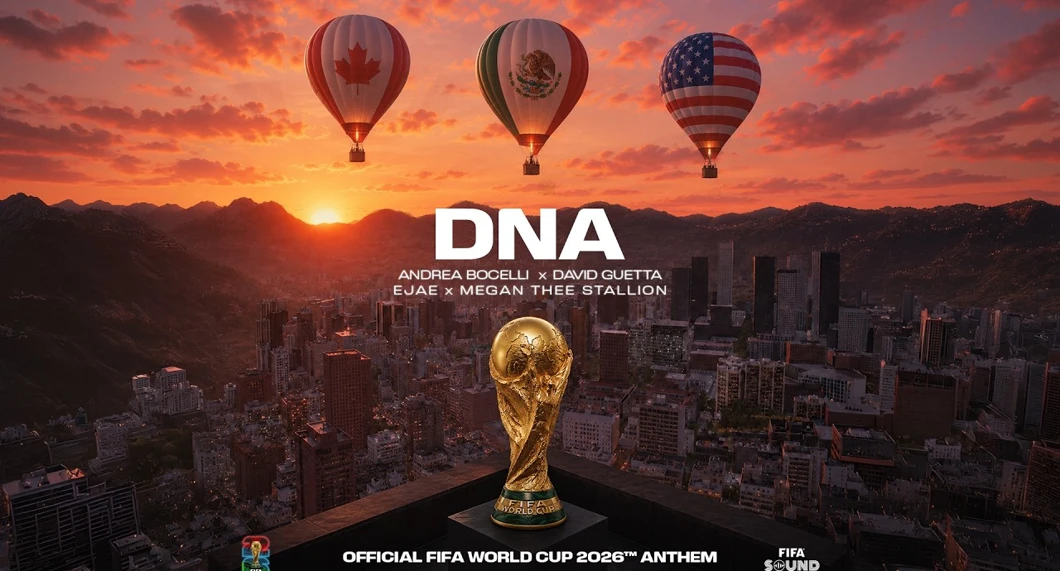 DNA
ANDREA BOCELLI x DAVID GUETTA
EJAE x MEGAN THEE STALLION
FIFA
WORLD CUP
OFFICIAL FIFA WORLD CUP 2026™ ANTHEM
FIFA
FIFA
SOUND